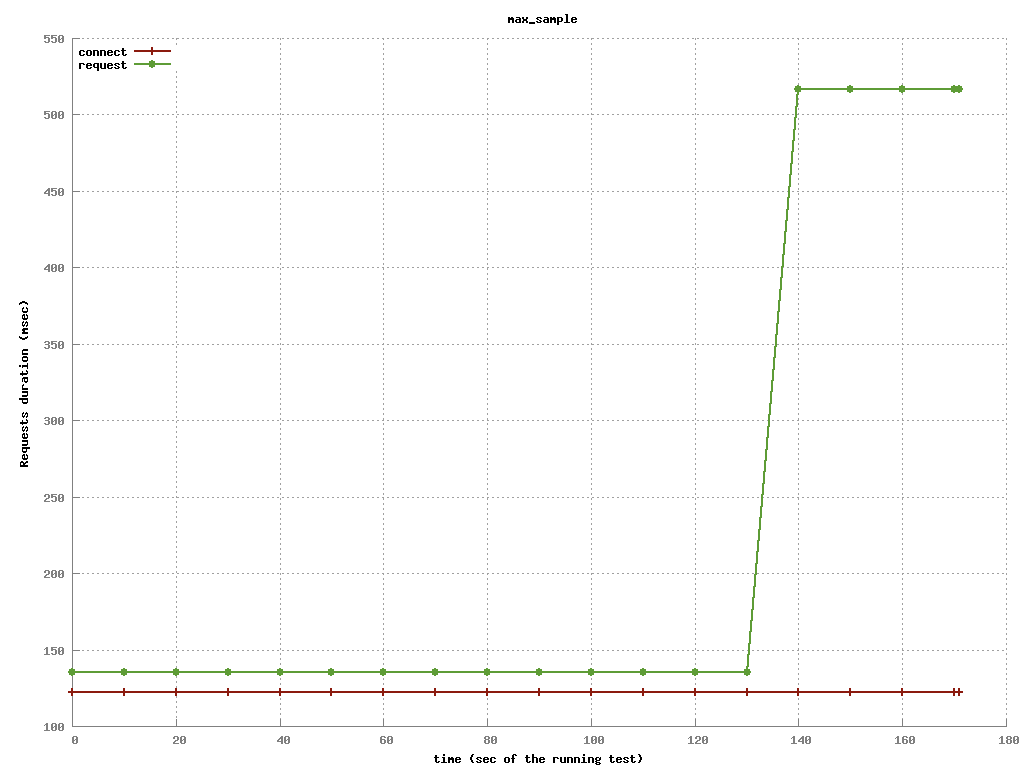 max_sample
connect
request
550
500
450
400
350
300
250
200
150
100
Requests duration (msec)
0 20 40 60 80 100 120 140 160 180
time (sec of the running test)